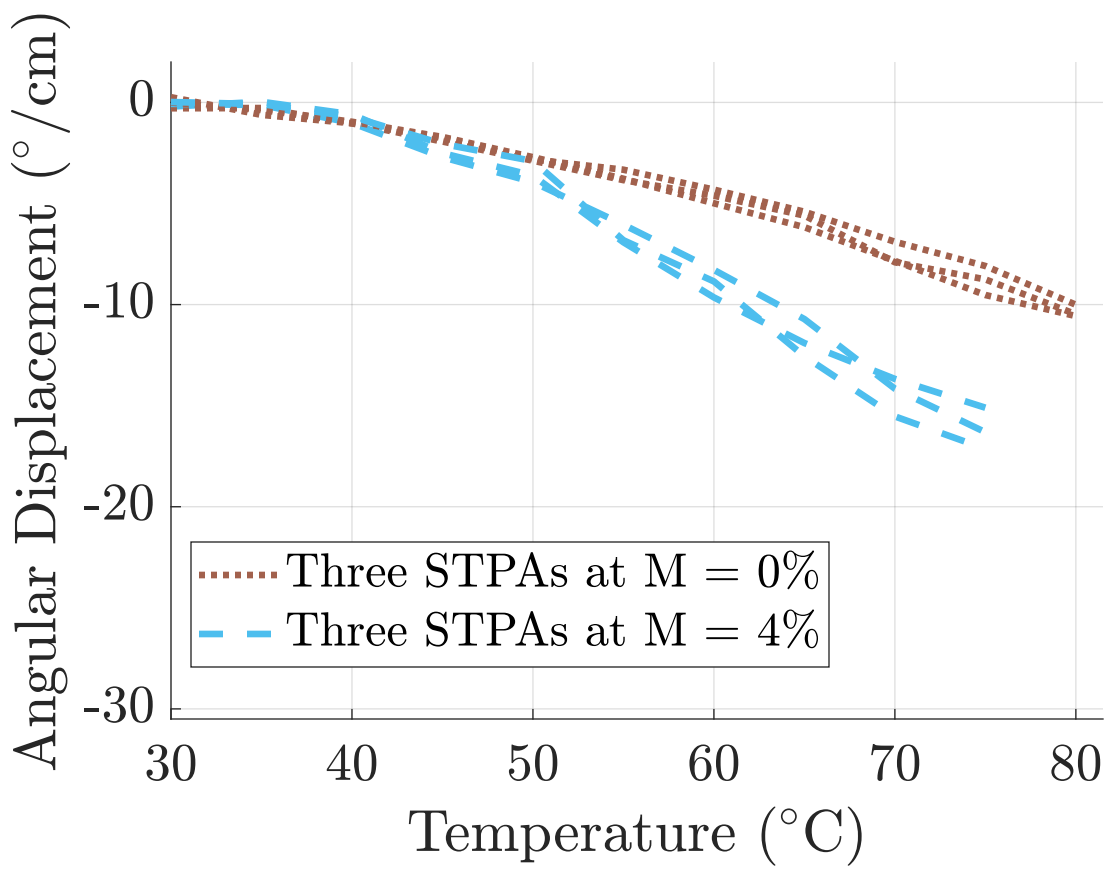 Angular Displacement (°/cm)
0
-10
-20
-30
Three STPAs at M = 0%
Three STPAs at M = 4%
30 40 50 60 70 80
Temperature (°C)